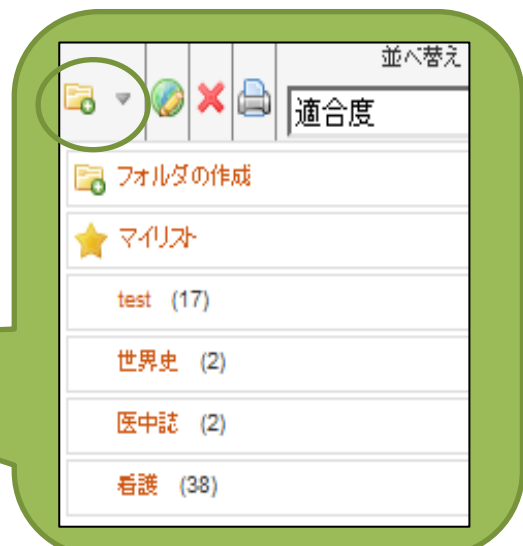 並べ替え
適合度
フォルダの作成
マイリスト
test (17)
世界史 (2)
医中誌 (2)
看護 (38)